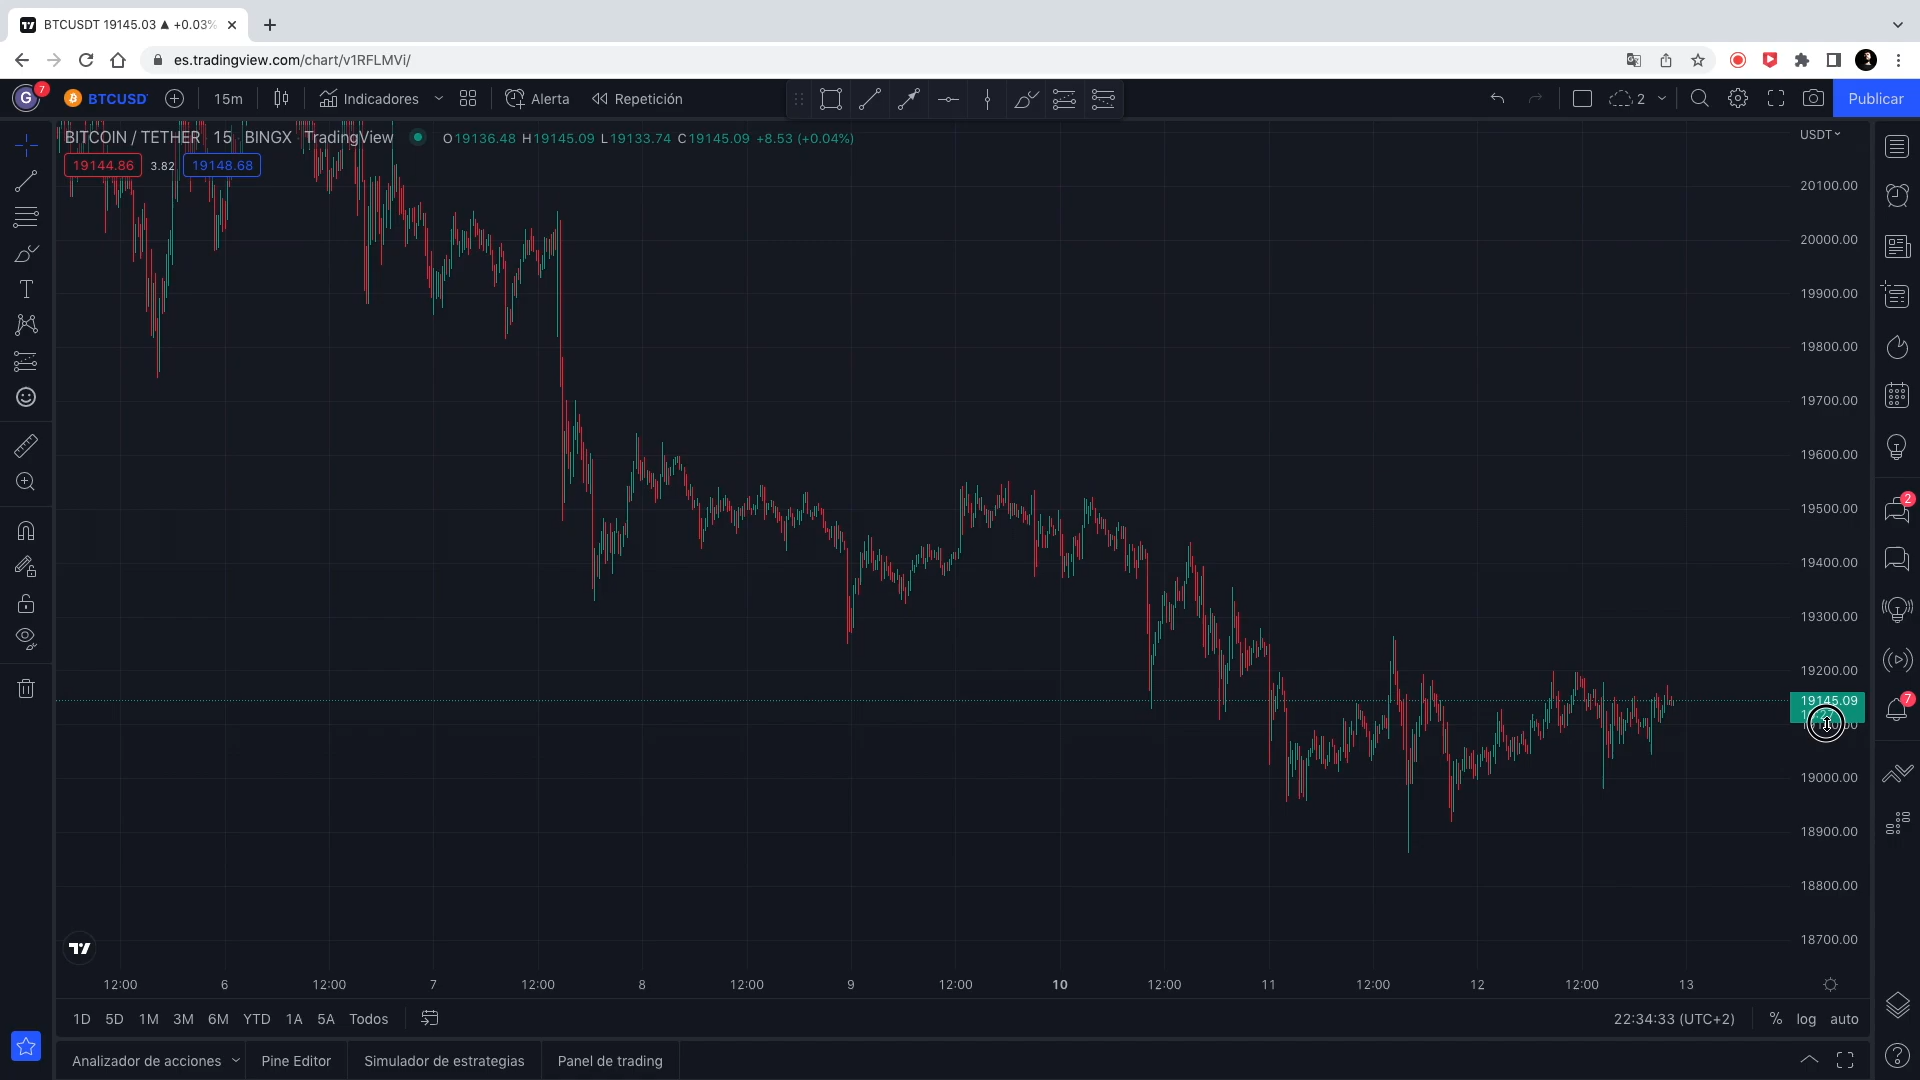 BTCUSDT 19145.03 ▲ +0.03%
es.tradingview.com/chart/v1RFLMVi/
G 7 BTCUSD 15m Indicadores Alerta Repetición 2 Publicar
BITCOIN / TETHER 15 BINGX TradingView O19136.48 H19145.09 L19133.74 C19145.09 +8.53 (+0.04%)
19144.86 3.82 19148.68
USDT
20100.00
20000.00
19900.00
19800.00
19700.00
19600.00
19500.00
19400.00
19300.00
19200.00
19145.09
19000.00
18900.00
18800.00
18700.00
2
7
12:00 6 12:00 7 12:00 8 12:00 9 12:00 10 12:00 11 12:00 12 12:00 13
1D 5D 1M 3M 6M YTD 1A 5A Todos 22:34:33 (UTC+2) % log auto
Analizador de acciones Pine Editor Simulador de estrategias Panel de trading